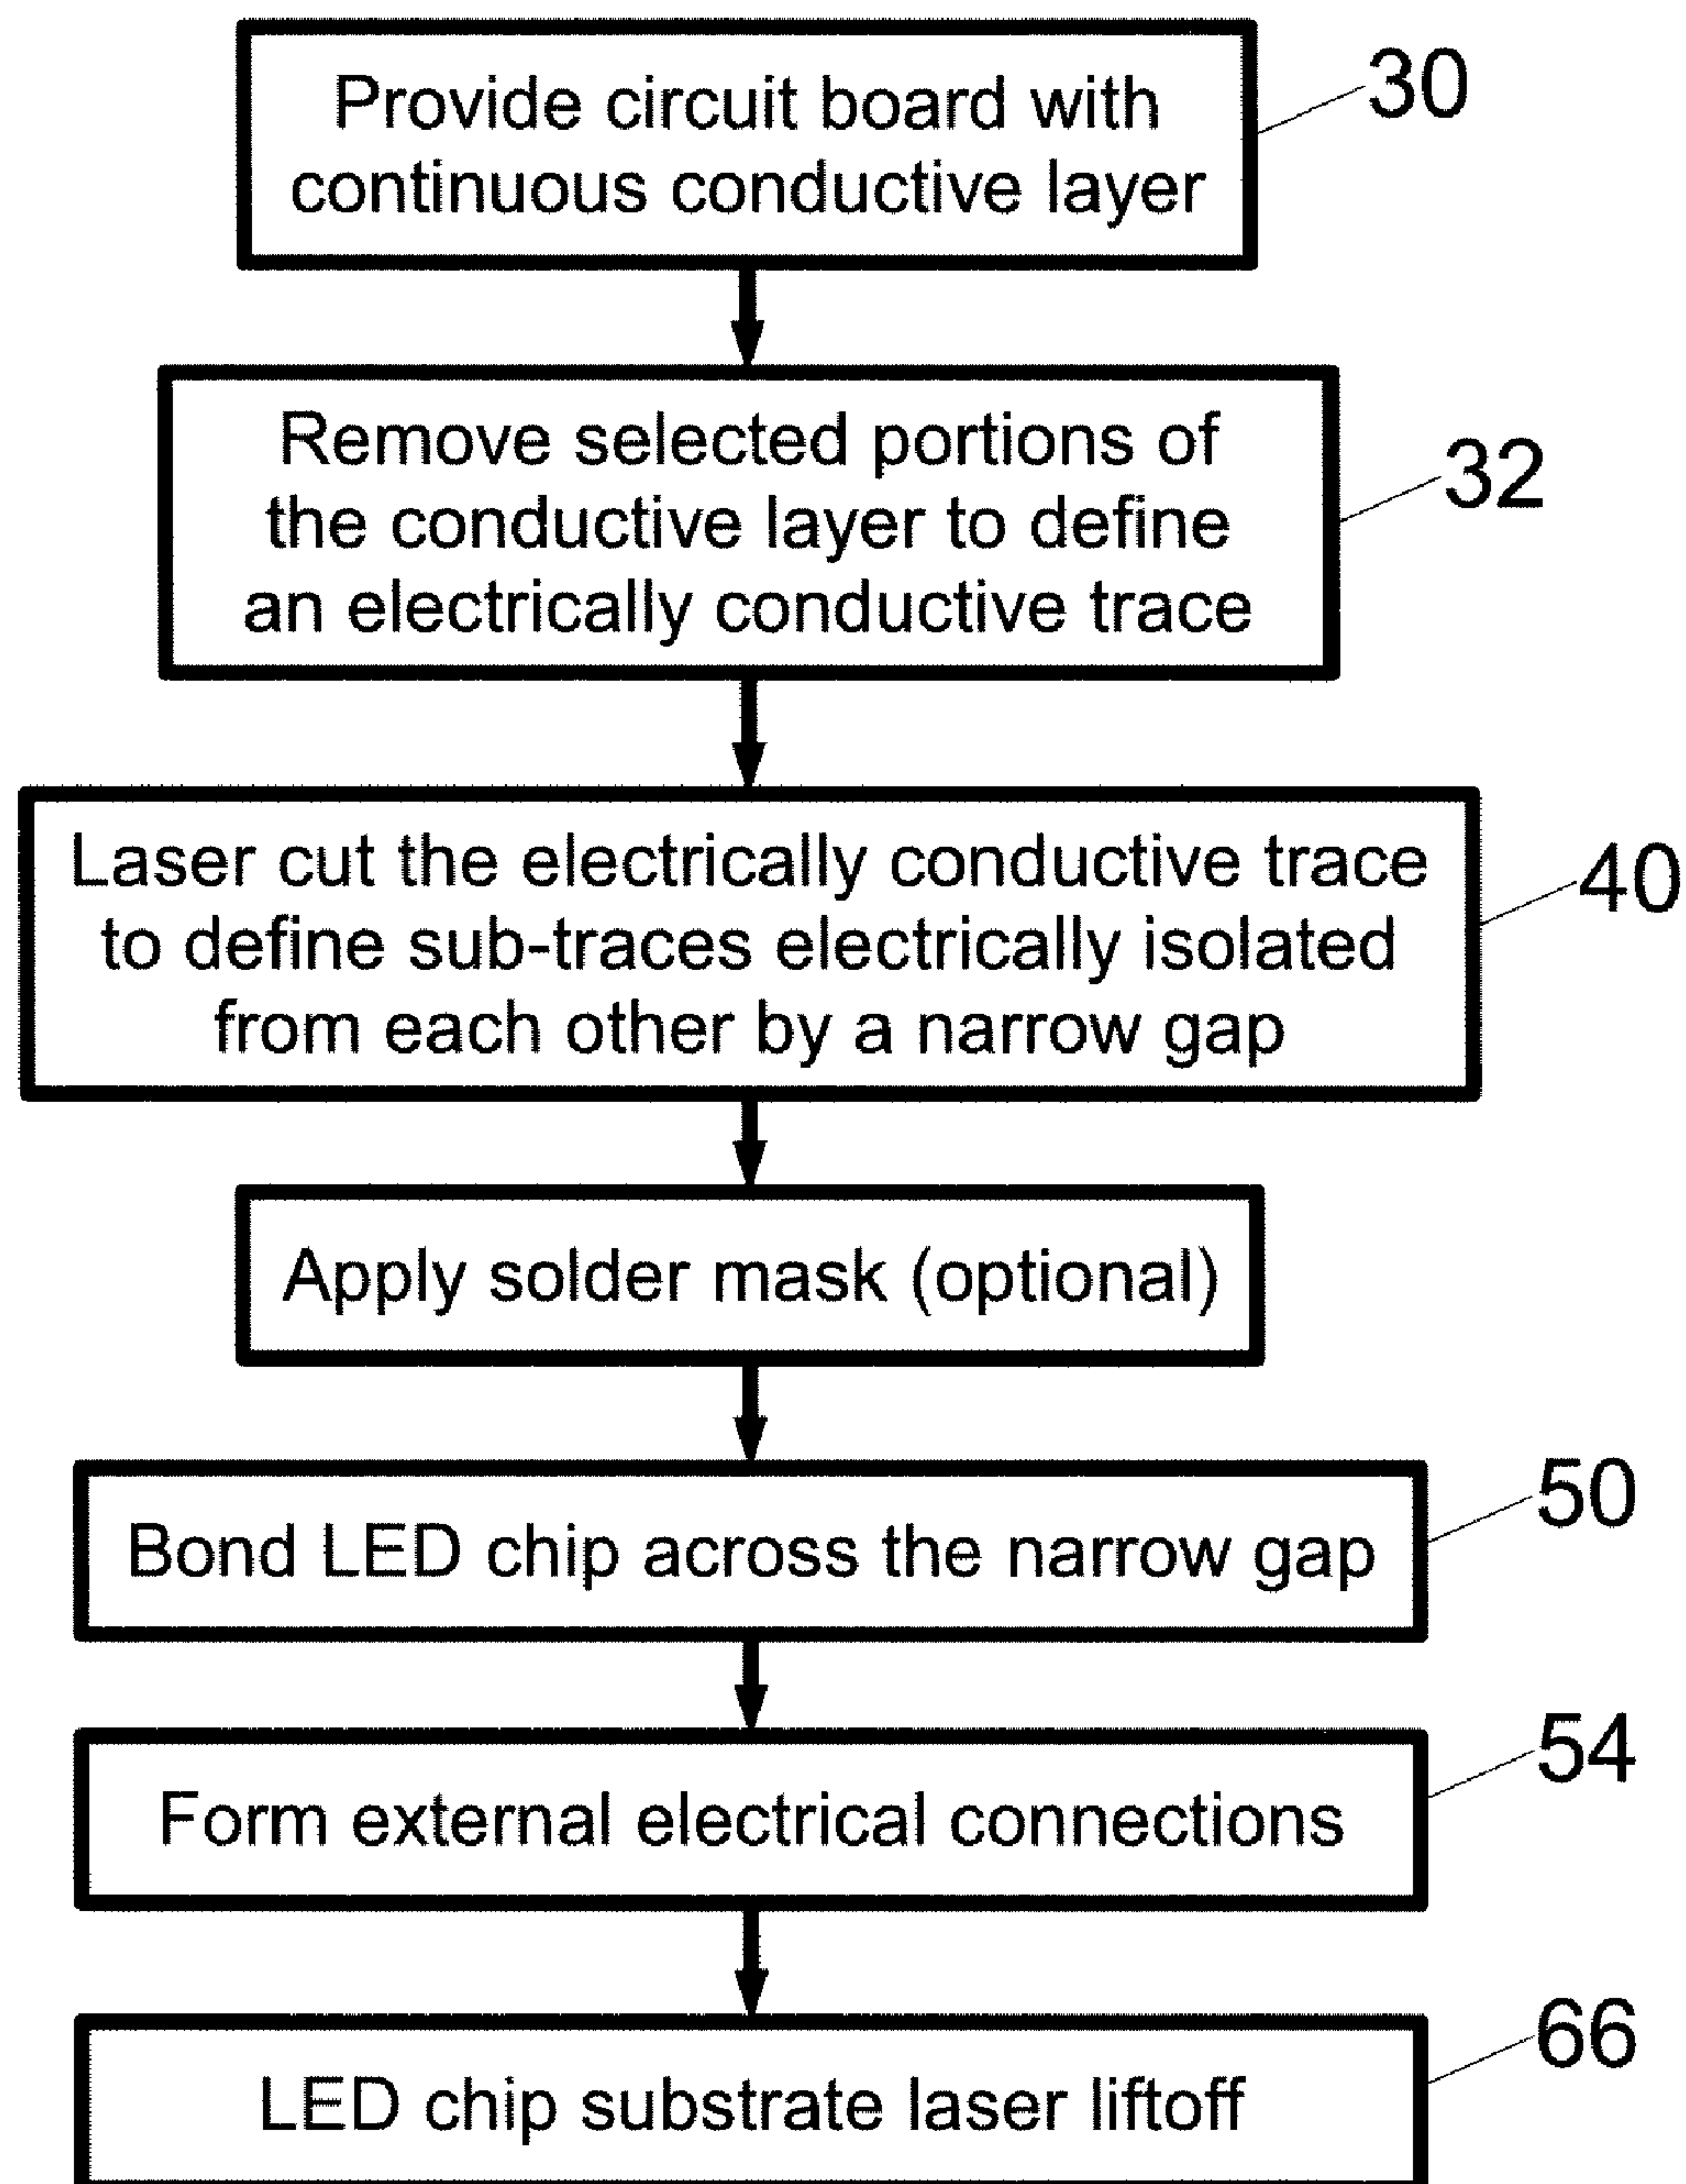 Provide circuit board with
continuous conductive layer
30
Remove selected portions of
the conductive layer to define
an electrically conductive trace
32
Laser cut the electrically conductive trace
to define sub-traces electrically isolated
from each other by a narrow gap
40
Apply solder mask (optional)
Bond LED chip across the narrow gap
50
Form external electrical connections
54
LED chip substrate laser liftoff
66